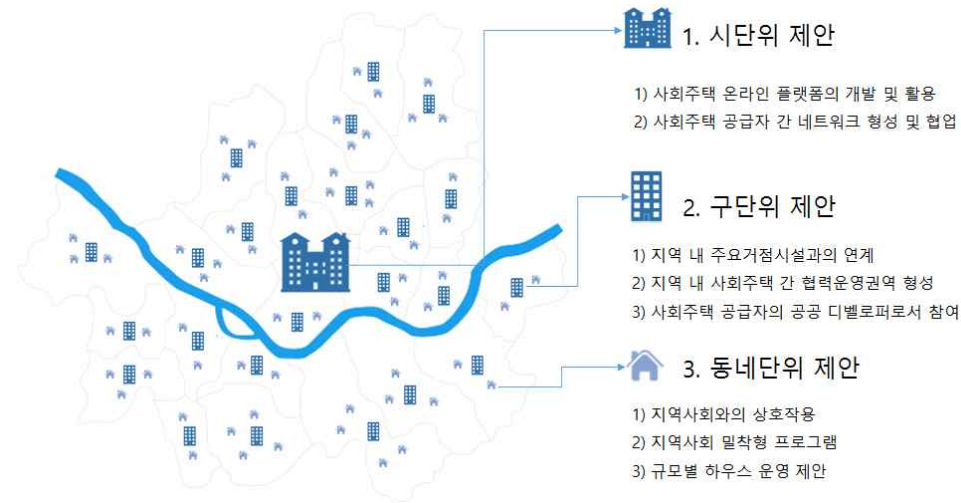 1. 시단위 제안
1) 사회주택 온라인 플랫폼의 개발 및 활용
2) 사회주택 공급자 간 네트워크 형성 및 협업
2. 구단위 제안
1) 지역 내 주요거점시설과의 연계
2) 지역 내 사회주택 간 협력운영권역 형성
3) 사회주택 공급자의 공공 디벨로퍼로서 참여
3. 동네단위 제안
1) 지역사회와의 상호작용
2) 지역사회 밀착형 프로그램
3) 규모별 하우스 운영 제안